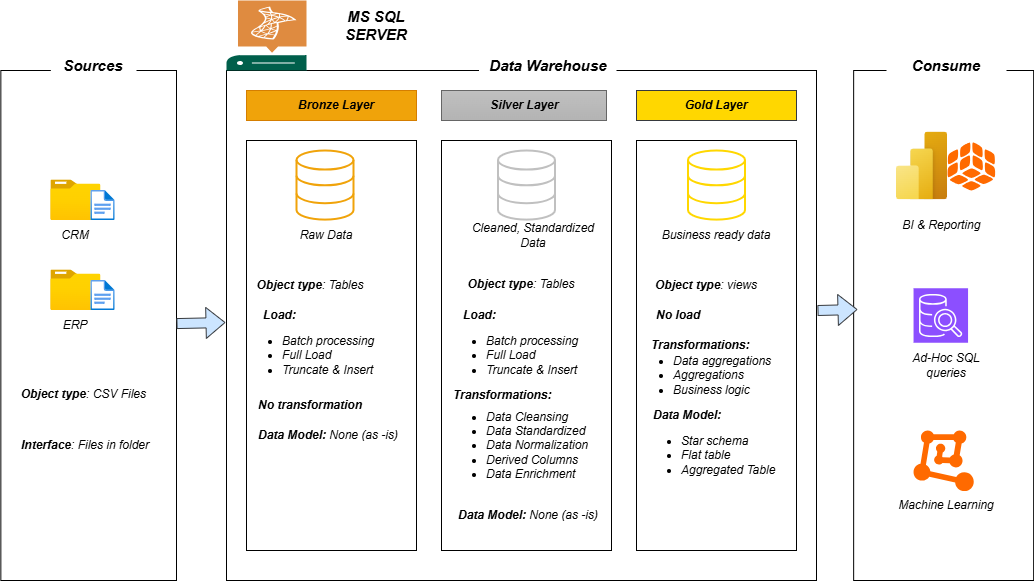 MS SQL
SERVER
Sources
Data Warehouse
Consume
Bronze Layer
Silver Layer
Gold Layer
CRM
ERP
Object type: CSV Files
Interface: Files in folder
Raw Data
Object type: Tables
Load:
Batch processing
Full Load
Truncate & Insert
No transformation
Data Model: None (as -is)
Cleaned, Standardized
Data
Object type: Tables
Load:
Batch processing
Full Load
Truncate & Insert
Transformations:
Data Cleansing
Data Standardized
Data Normalization
Derived Columns
Data Enrichment
Data Model: None (as -is)
Business ready data
Object type: views
No load
Transformations:
Data aggregations
Aggregations
Business logic
Data Model:
Star schema
Flat table
Aggregated Table
BI & Reporting
Ad-Hoc SQL
queries
Machine Learning